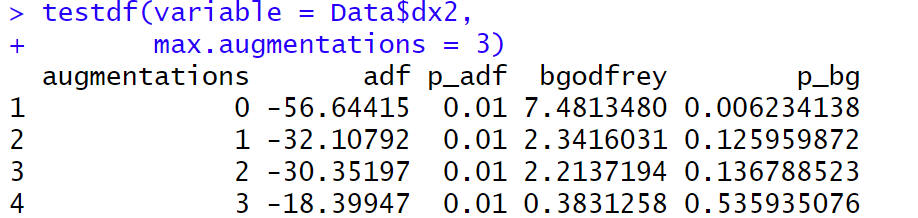 > testdf(variable = Data$dx2,
+        max.augmentations = 3)
  augmentations       adf p_adf  bgodfrey        p_bg
1             0 -56.64415  0.01 7.4813480 0.006234138
2             1 -32.10792  0.01 2.3416031 0.125959872
3             2 -30.35197  0.01 2.2137194 0.136788523
4             3 -18.39947  0.01 0.3831258 0.535935076